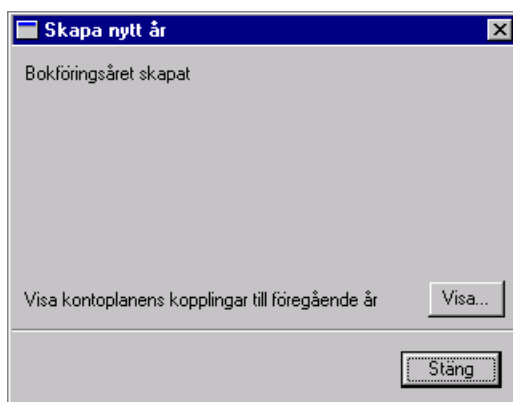 Skapa nytt år
Bokföringsåret skapat
Visa kontoplanens kopplingar till föregående år
Visa...
Stäng